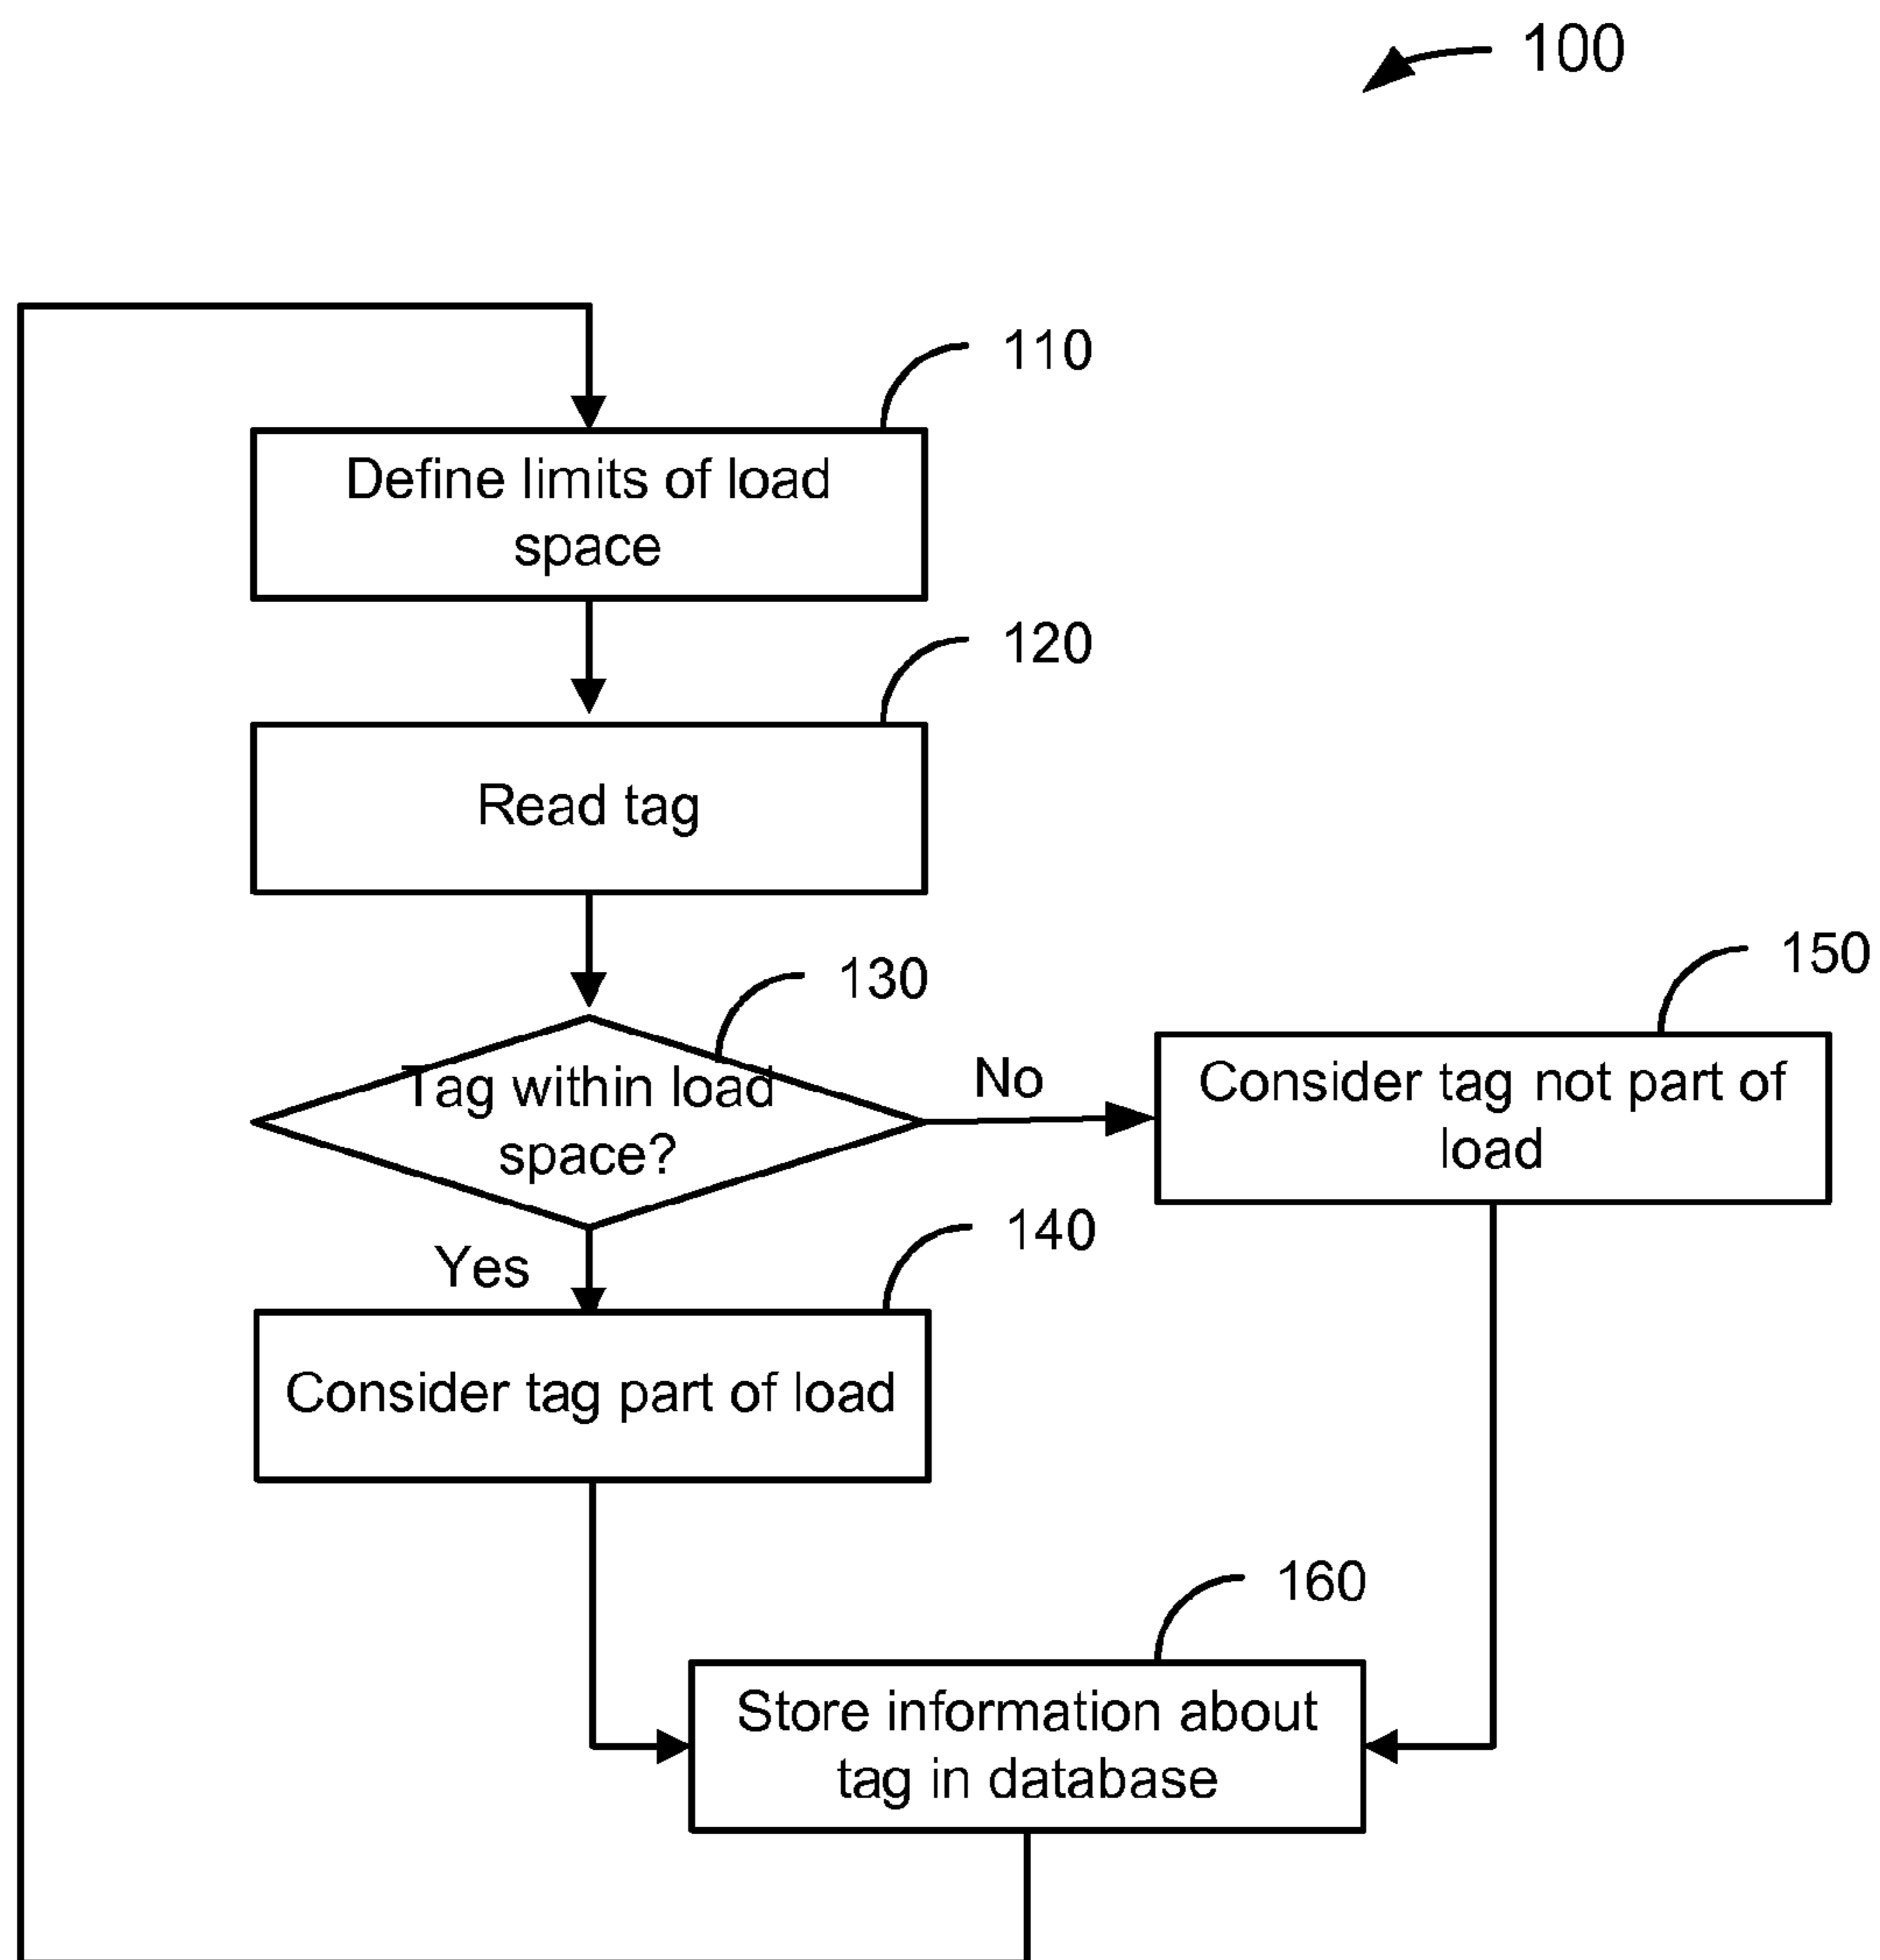 100
110
Define limits of load
space
120
Read tag
130
Tag within load
space?
No
150
Consider tag not part of
load
Yes
140
Consider tag part of load
160
Store information about
tag in database